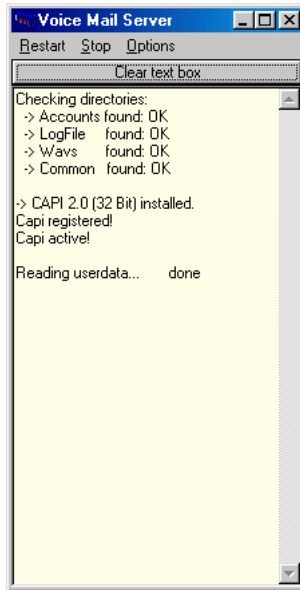 Voice Mail Server
Restart Stop Options
Clear text box
Checking directories:
-> Accounts found: OK
-> LogFile found: OK
-> Wavs found: OK
-> Common found: OK
-> CAPI 2.0 (32 Bit) installed.
Capi registered!
Capi active!
Reading userdata... done